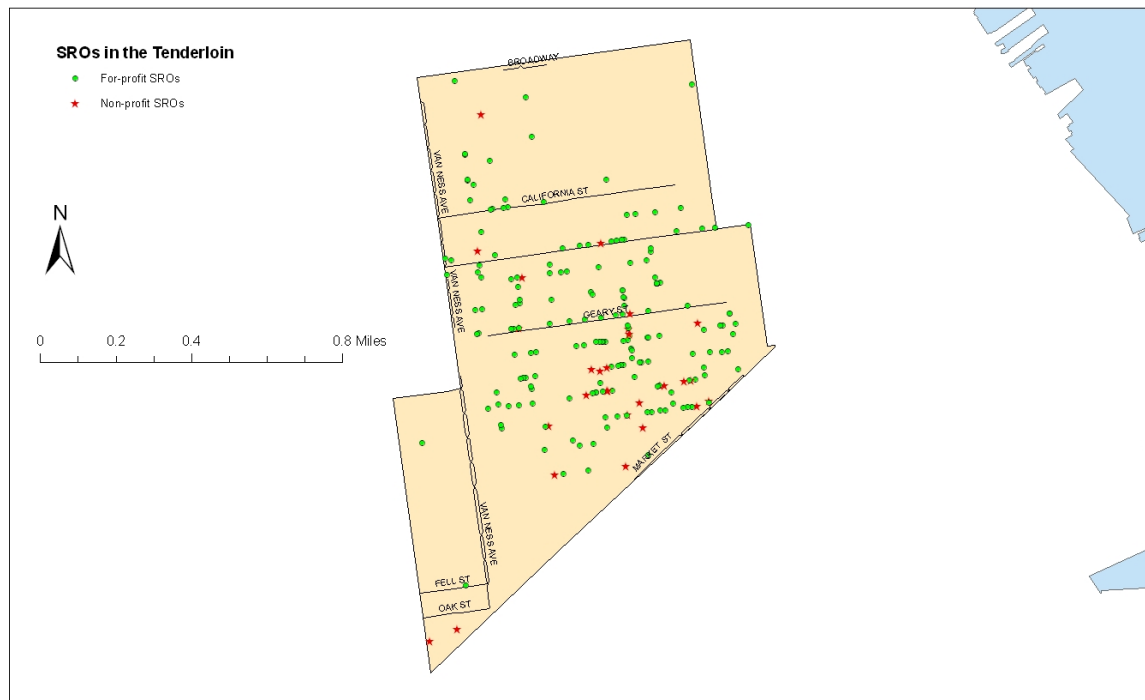 SRO​s in the Tenderloin
For-profit SROs
Non-profit SROs
BROADWAY
VAN NESS AVE
CALIFORNIA ST
N
VAN NESS AVE
GEARY ST
0 0.2 0.4 0.8 Miles
MARKET ST
VAN NESS AVE
FELL ST
OAK ST